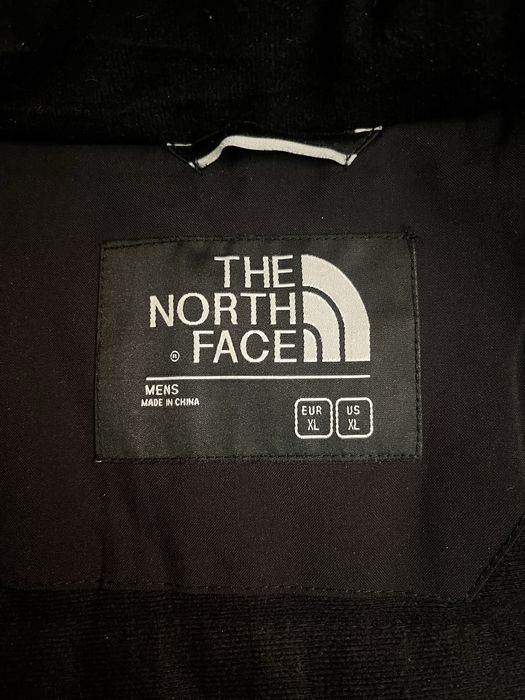 THE
NORTH
® FACE
MENS
MADE IN CHINA
EUR US
XL XL